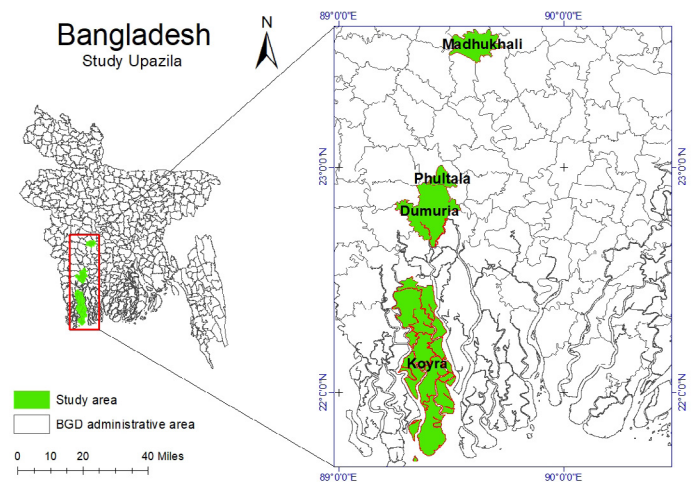 Bangladesh
Study Upazila
N
89°0'0"E
90°0'0"E
Madhukhali
23°0'0"N
23°0'0"N
Phultala
Dumuria
Koyra
22°0'0"N
22°0'0"N
Study area
BGD administrative area
0 20 40 Miles
89°0'0"E
90°0'0"E